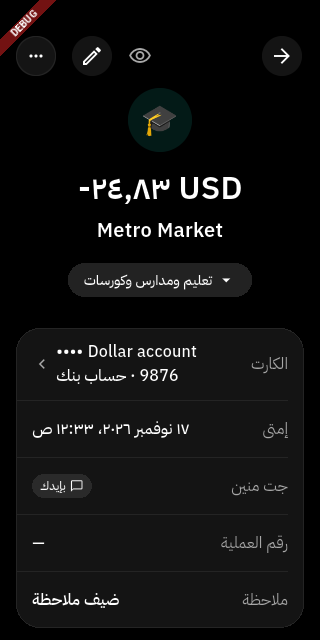 DEBUG
-٢٤,٨٣ USD
Metro Market
تعليم ومدارس وكورسات
الكارت
•••• Dollar account
9876 · حساب بنك
إمتى
١٧ نوفمبر ٢٠٢٦، ١٢:٣٣ ص
جت منين
بإيدك
رقم العملية
—
ملاحظة
ضيف ملاحظة